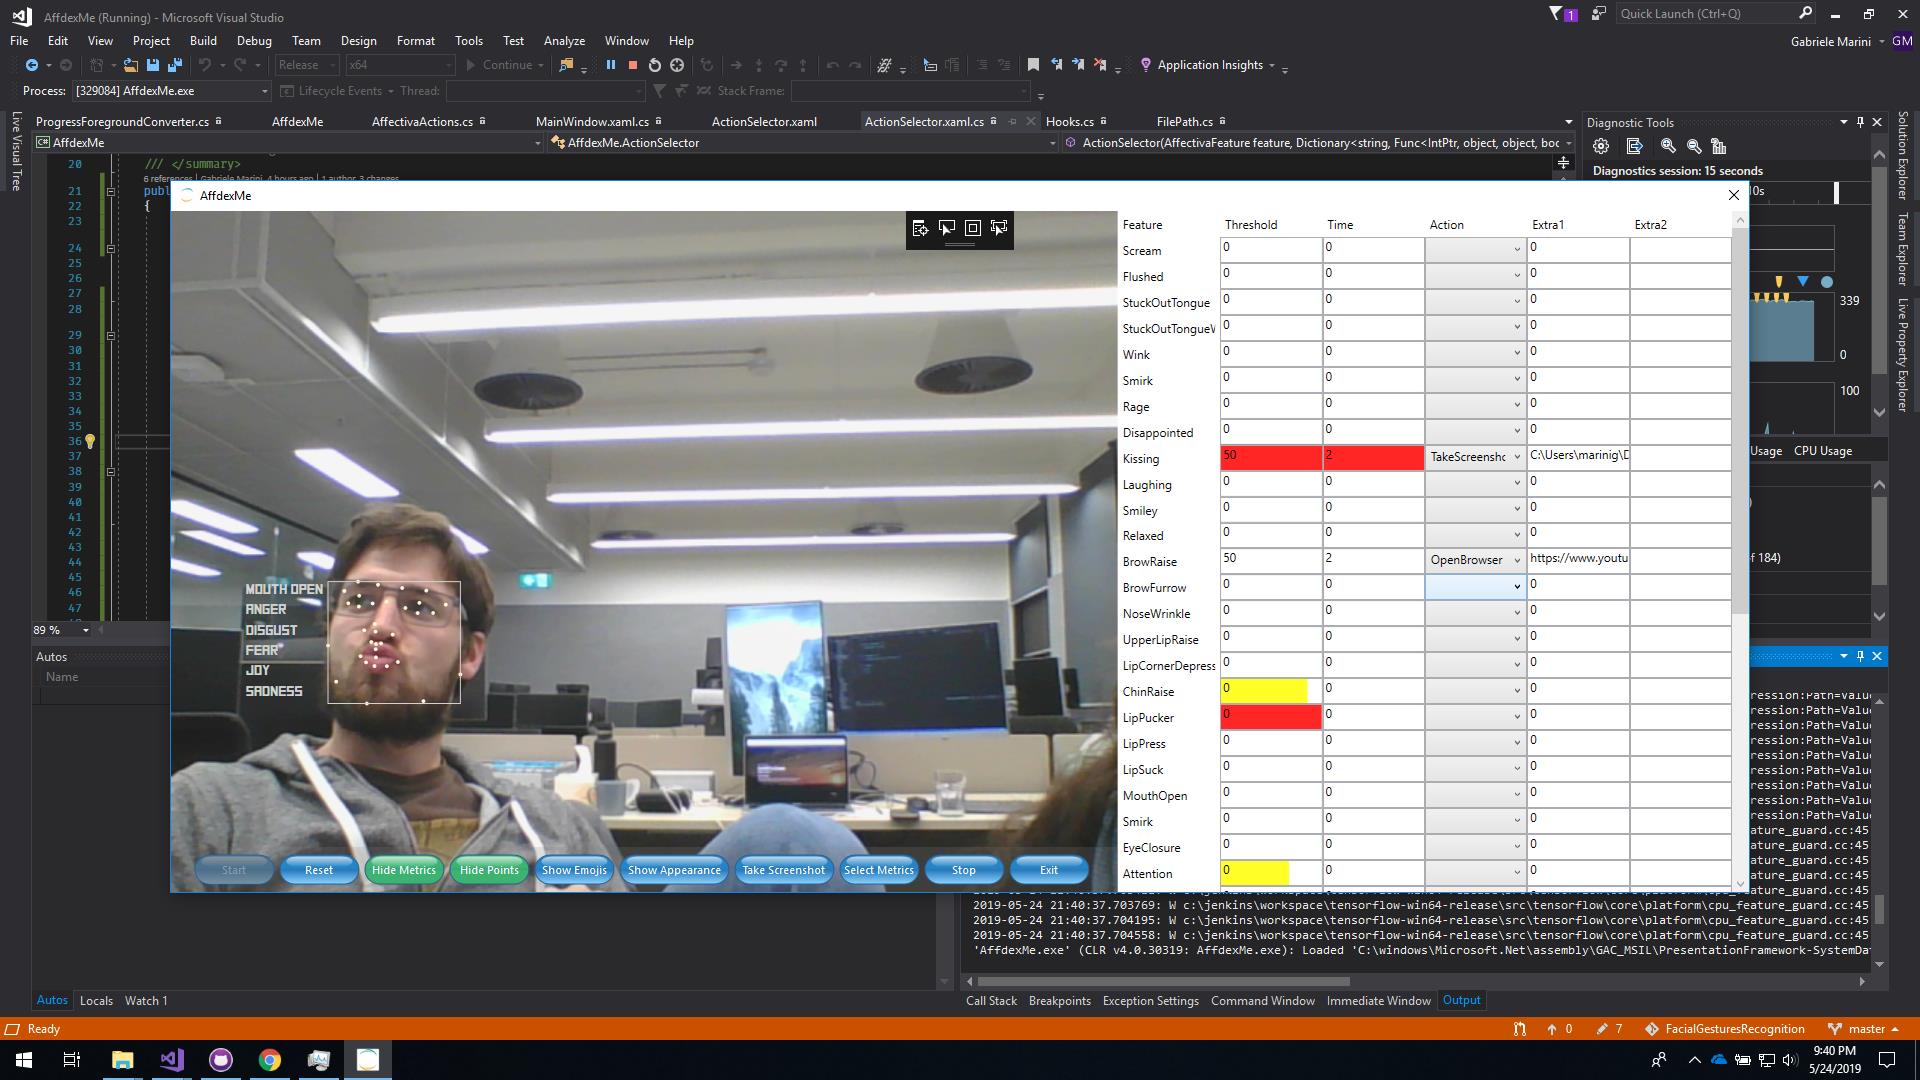 AffdexMe (Running) - Microsoft Visual Studio
1
Quick Launch (Ctrl+Q)
File Edit View Project Build Debug Team Design Format Tools Test Analyze Window Help
Gabriele Marini GM
Release x64 Continue Application Insights
Process: [329084] AffdexMe.exe Lifecycle Events Thread: Stack Frame:
ProgressForegroundConverter.cs AffdexMe AffectivaActions.cs MainWindow.xaml.cs ActionSelector.xaml ActionSelector.xaml.cs Hooks.cs FilePath.cs
AffdexMe AffdexMe.ActionSelector ActionSelector(AffectivaFeature feature, Dictionary<string, Func<IntPtr, object, object, boo
Live Visual Tree
Solution Explorer
Team Explorer
Live Property Explorer
Diagnostic Tools
Diagnostics session: 15 seconds
10s
339
0
100
Usage CPU Usage
f 184)
20 /// </summary>
6 references | Gabriele Marini, 4 hours ago | 1 author, 3 changes
21 publ
22 {
23
24
25
26
27
28
29
30
31
32
33
34
35
36
37
38
39
40
41
42
43
44
45
46
47
89 %
AffdexMe
MOUTH OPEN
ANGER
DISGUST
FEAR
JOY
SADNESS
Start Reset Hide Metrics Hide Points Show Emojis Show Appearance Take Screenshot Select Metrics Stop Exit
Feature Threshold Time Action Extra1 Extra2
Scream 0 0 0
Flushed 0 0 0
StuckOutTongue 0 0 0
StuckOutTongueW 0 0 0
Wink 0 0 0
Smirk 0 0 0
Rage 0 0 0
Disappointed 0 0 0
Kissing 50 2 TakeScreensho C:\Users\marinig\D
Laughing 0 0 0
Smiley 0 0 0
Relaxed 0 0 0
BrowRaise 50 2 OpenBrowser https://www.youtu
BrowFurrow 0 0 0
NoseWrinkle 0 0 0
UpperLipRaise 0 0 0
LipCornerDepress 0 0 0
ChinRaise 0 0 0
LipPucker 0 0 0
LipPress 0 0 0
LipSuck 0 0 0
MouthOpen 0 0 0
Smirk 0 0 0
EyeClosure 0 0 0
Attention 0 0 0
Autos
Name
ression:Path=Valu
ression:Path=Value
ression:Path=Value
ression:Path=Value
ression:Path=Value
ression:Path=Value
ression:Path=Value
ression:Path=Value
ression:Path=Value
eature_guard.cc:45
eature_guard.cc:45
eature_guard.cc:45
eature_guard.cc:45
2019-05-24 21:40:37.703769: W c:\jenkins\workspace\tensorflow-win64-release\src\tensorflow\core\platform\cpu_feature_guard.cc:45
2019-05-24 21:40:37.704195: W c:\jenkins\workspace\tensorflow-win64-release\src\tensorflow\core\platform\cpu_feature_guard.cc:45
2019-05-24 21:40:37.704558: W c:\jenkins\workspace\tensorflow-win64-release\src\tensorflow\core\platform\cpu_feature_guard.cc:45
'AffdexMe.exe' (CLR v4.0.30319: AffdexMe.exe): Loaded 'C:\windows\Microsoft.Net\assembly\GAC_MSIL\PresentationFramework-SystemDat
Autos Locals Watch 1
Call Stack Breakpoints Exception Settings Command Window Immediate Window Output
Ready
0 7 FacialGesturesRecognition master
9:40 PM
5/24/2019